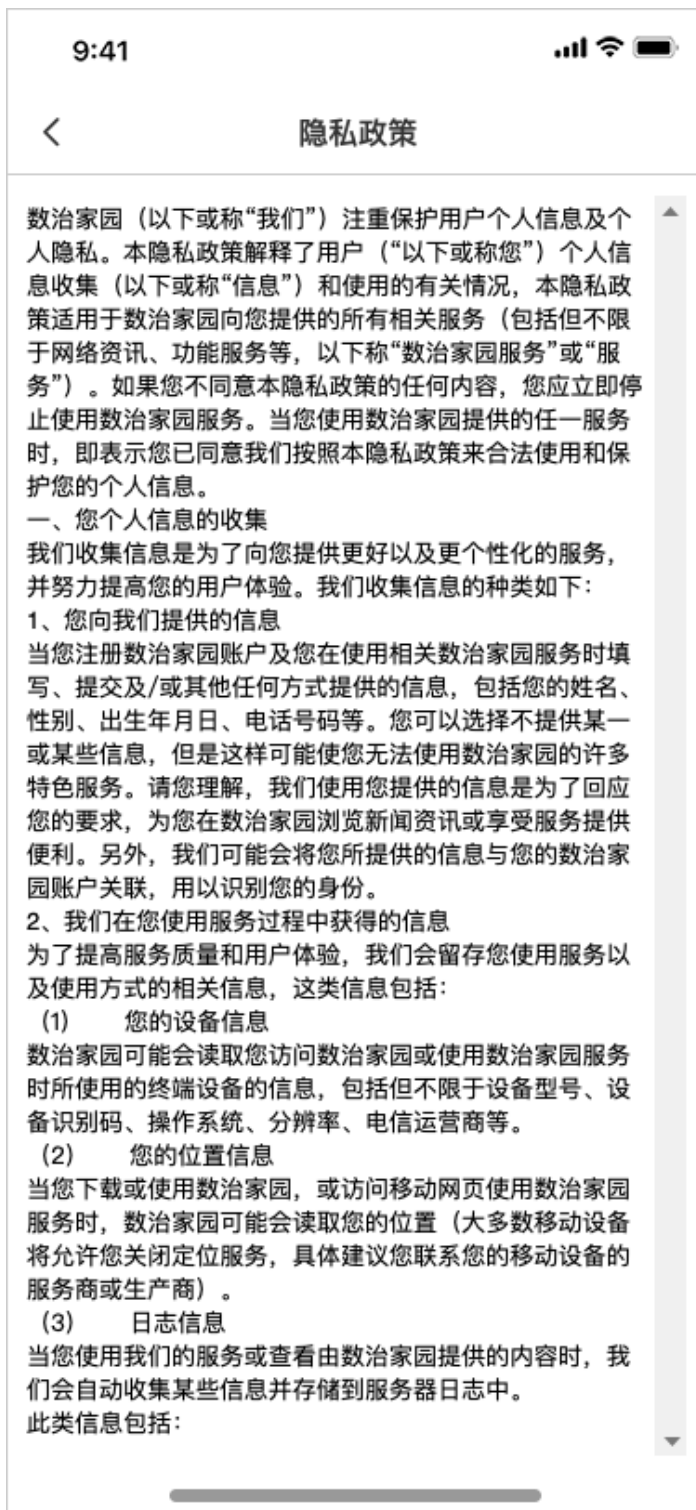 9:41
隐私政策
数治家园（以下或称“我们”）注重保护用户个人信息及个
人隐私。本隐私政策解释了用户（“以下或称您”）个人信
息收集（以下或称“信息”）和使用的有关情况，本隐私政
策适用于数治家园向您提供的所有相关服务（包括但不限
于网络资讯、功能服务等，以下称“数治家园服务”或“服
务”）。如果您不同意本隐私政策的任何内容，您应立即停
止使用数治家园服务。当您使用数治家园提供的任一服务
时，即表示您已同意我们按照本隐私政策来合法使用和保
护您的个人信息。
一、您个人信息的收集
我们收集信息是为了向您提供更好以及更个性化的服务，
并努力提高您的用户体验。我们收集信息的种类如下：
1、您向我们提供的信息
当您注册数治家园账户及您在使用相关数治家园服务时填
写、提交及/或其他任何方式提供的信息，包括您的姓名、
性别、出生年月日、电话号码等。您可以选择不提供某一
或某些信息，但是这样可能使您无法使用数治家园的许多
特色服务。请您理解，我们使用您提供的信息是为了回应
您的要求，为您在数治家园浏览新闻资讯或享受服务提供
便利。另外，我们可能会将您所提供的信息与您的数治家
园账户关联，用以识别您的身份。
2、我们在您使用服务过程中获得的信息
为了提高服务质量和用户体验，我们会留存您使用服务以
及使用方式的相关信息，这类信息包括：
（1） 您的设备信息
数治家园可能会读取您访问数治家园或使用数治家园服务
时所使用的终端设备的信息，包括但不限于设备型号、设
备识别码、操作系统、分辨率、电信运营商等。
（2） 您的位置信息
当您下载或使用数治家园，或访问移动网页使用数治家园
服务时，数治家园可能会读取您的位置（大多数移动设备
将允许您关闭定位服务，具体建议您联系您的移动设备的
服务商或生产商）。
（3） 日志信息
当您使用我们的服务或查看由数治家园提供的内容时，我
们会自动收集某些信息并存储到服务器日志中。
此类信息包括：